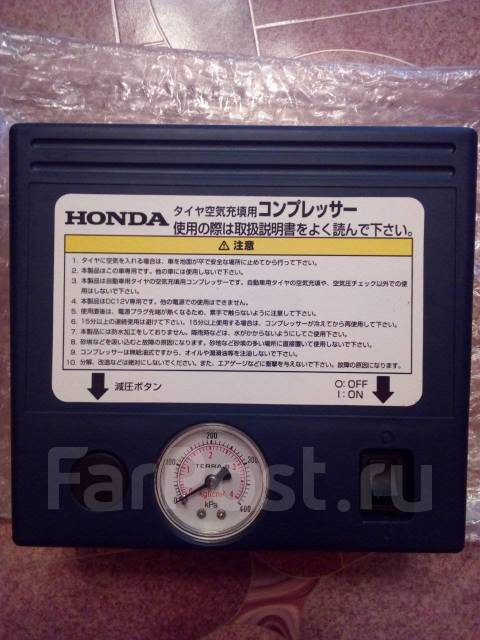 HONDA タイヤ空気充填用コンプレッサー
使用の際は取扱説明書をよく読んで下さい。
⚠ 注意
1. タイヤに空気を入れる場合は、車を地面が平で安全な場所に止めてから行って下さい。
2. 本製品はこの車専用です。他の車には使用しないで下さい。
3. 本製品は自動車用タイヤの空気充填用コンプレッサーです。自動車用タイヤの空気充填や、空気圧チェック以外での使
用はしないで下さい。
4. 本製品はDC12V専用です。他の電源での使用はできません。
5. 使用直後は、電源プラグ先端が熱くなるため、素手で触らないように注意して下さい。
6. 15分以上の連続使用は避けて下さい。15分以上使用する場合は、コンプレッサーが冷えてから再使用して下さい。
7. 本製品には防水加工をしておりません。降雨時などは、水がかからないようにしてご使用下さい。
8. 砂埃などを吸い込むと故障の原因になります。砂地など砂埃の多い場所に直接置いて使用しないで下さい。
9. コンプレッサーは無給油式ですから、オイルや潤滑油等を注油しないで下さい。
10. 分解、改造などは絶対にしないでください。また、エアゲージなどに衝撃を与えないで下さい。故障の原因になります。
減圧ボタン
O: OFF
I : ON
100 200 300 400
1 2 3 4
TERRA-S
kgf/cm²
kPa
Farpost.ru